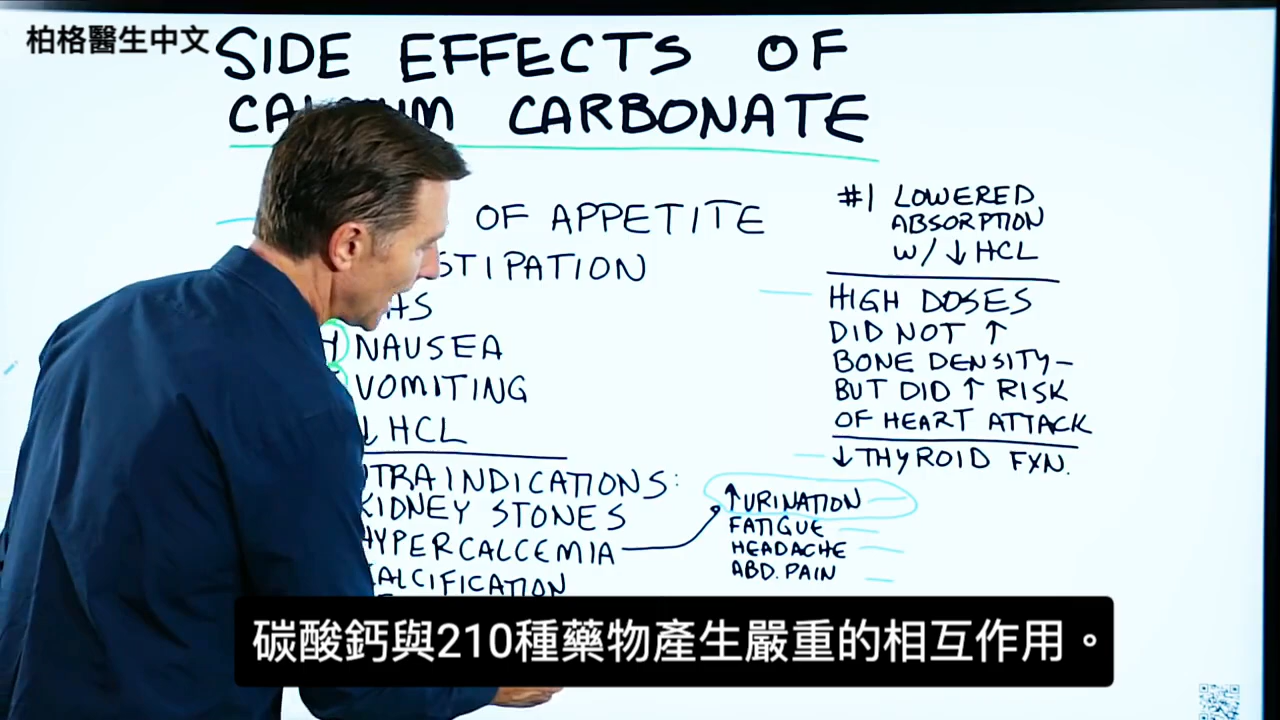 柏格醫生中文
SIDE EFFECTS OF
CARBONATE
OF APPETITE
NAUSEA
VOMITING
↓ HCL
KIDNEY STONES
HYPERCALCEMIA
#1 LOWERED
ABSORPTION
W/ ↓ HCL
HIGH DOSES
DID NOT ↑
BONE DENSITY—
BUT DID ↑ RISK
OF HEART ATTACK
↓ THYROID FXN.
↑ URINATION
FATIGUE
HEADACHE
ABD. PAIN
碳酸鈣與210種藥物產生嚴重的相互作用。